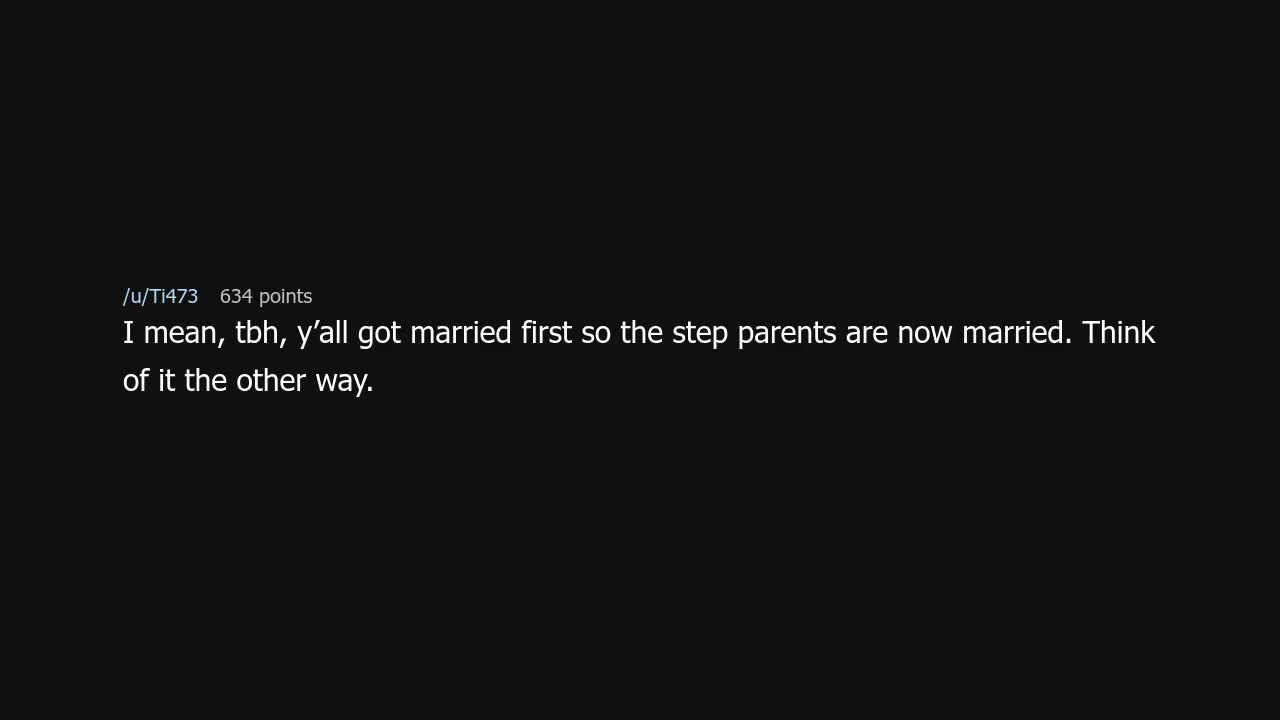 /u/Ti473 634 points
I mean, tbh, y’all got married first so the step parents are now married. Think
of it the other way.